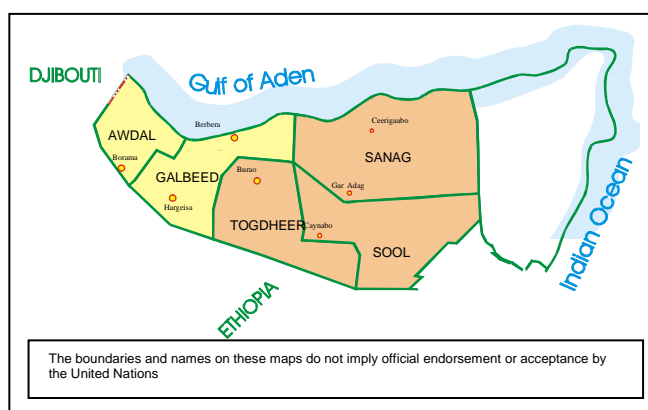 DJIBOUTI
Gulf of Aden
Berbera
Ceerigaabo
AWDAL
SANAG
Borama
GALBEED
Burao
Gar Adag
Hargeisa
TOGDHEER
Caynabo
SOOL
Indian Ocean
ETHIOPIA
The boundaries and names on these maps do not imply official endorsement or acceptance by
the United Nations